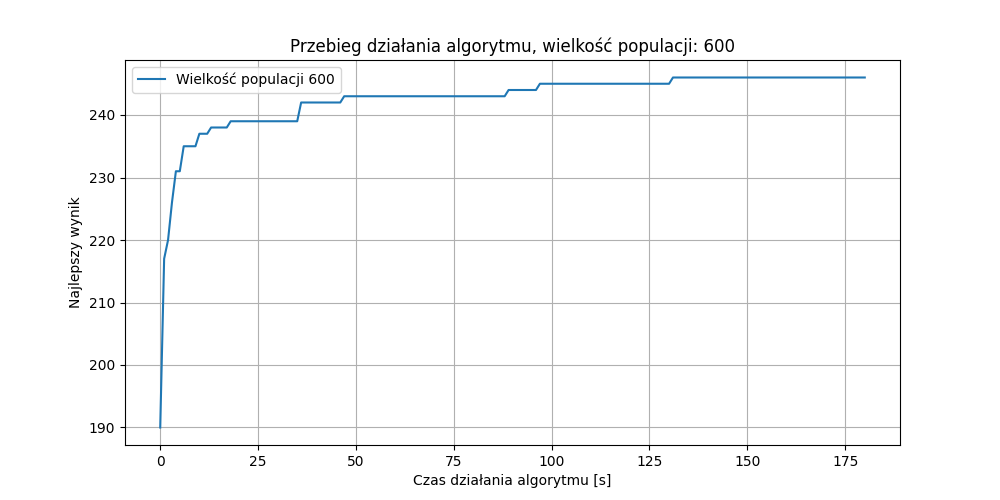 Przebieg działania algorytmu, wielkość populacji: 600
Wielkość populacji 600
Najlepszy wynik
240
230
220
210
200
190
0 25 50 75 100 125 150 175
Czas działania algorytmu [s]